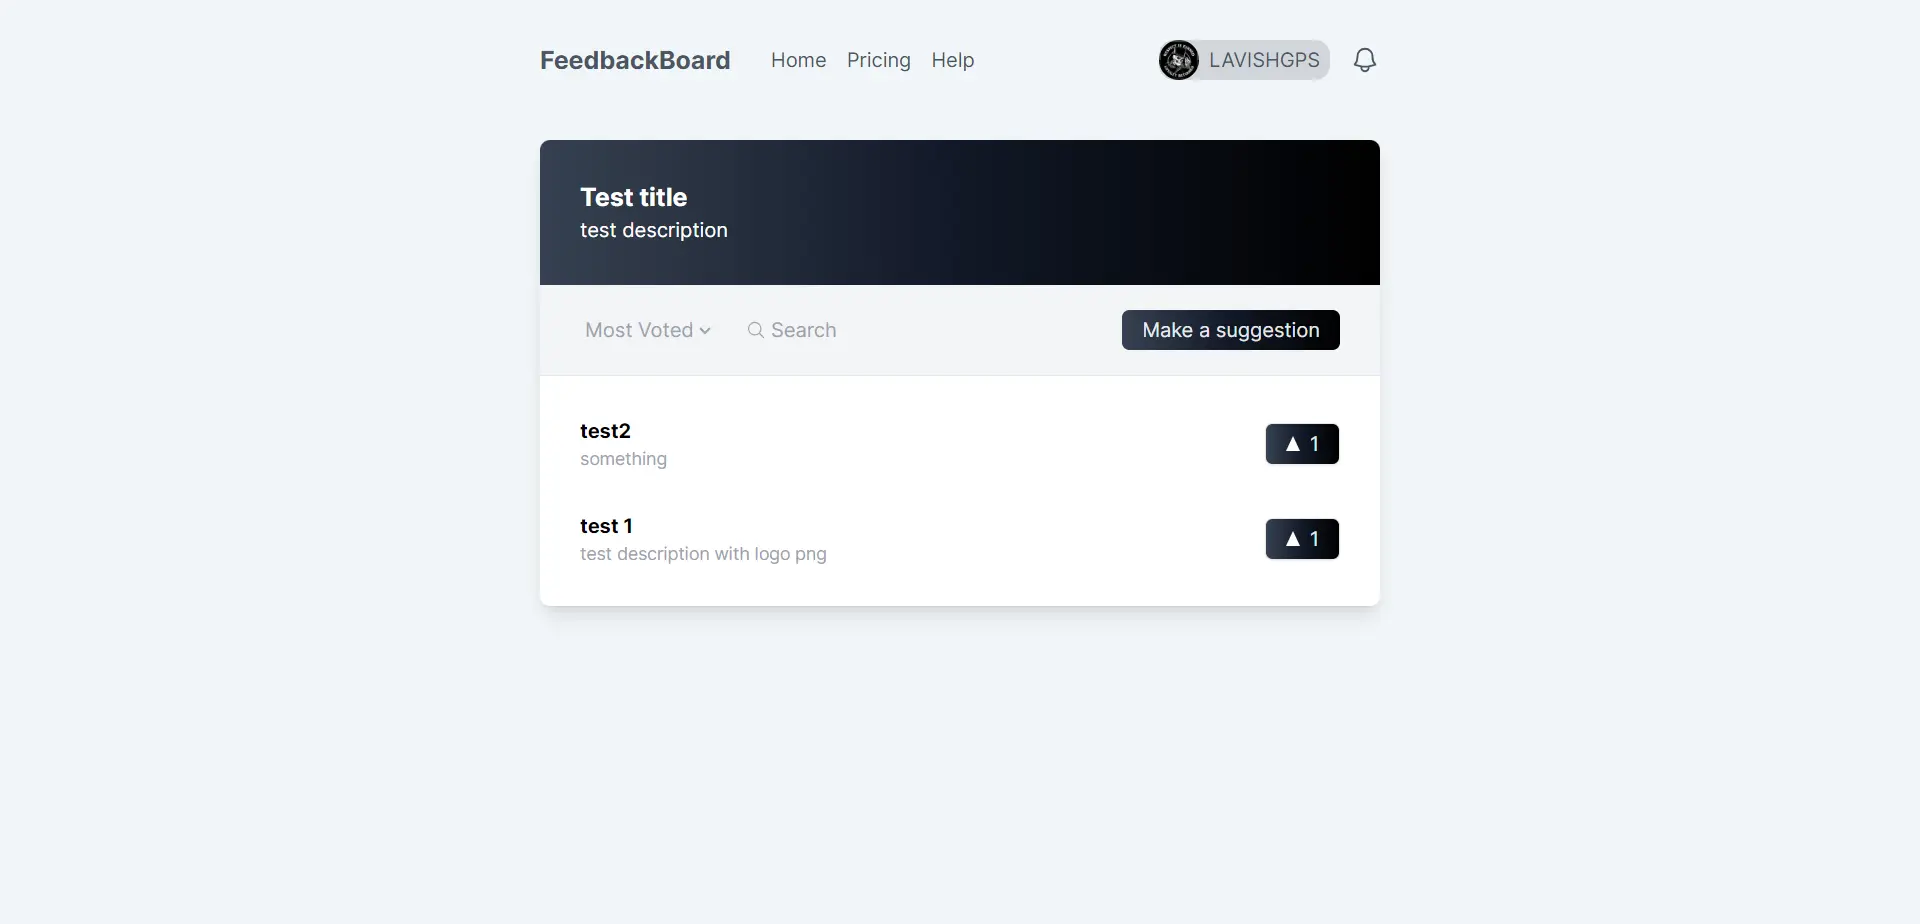 FeedbackBoard Home Pricing Help LAVISHGPS
Test title
test description
Most Voted Search Make a suggestion
test2
something
▲ 1
test 1
test description with logo png
▲ 1